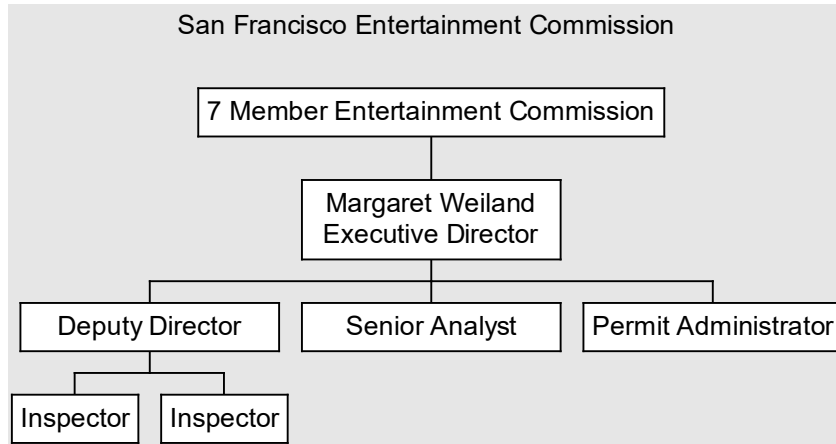 San Francisco Entertainment Commission
7 Member Entertainment Commission
Margaret Weiland
Executive Director
Deputy Director
Senior Analyst
Permit Administrator
Inspector
Inspector